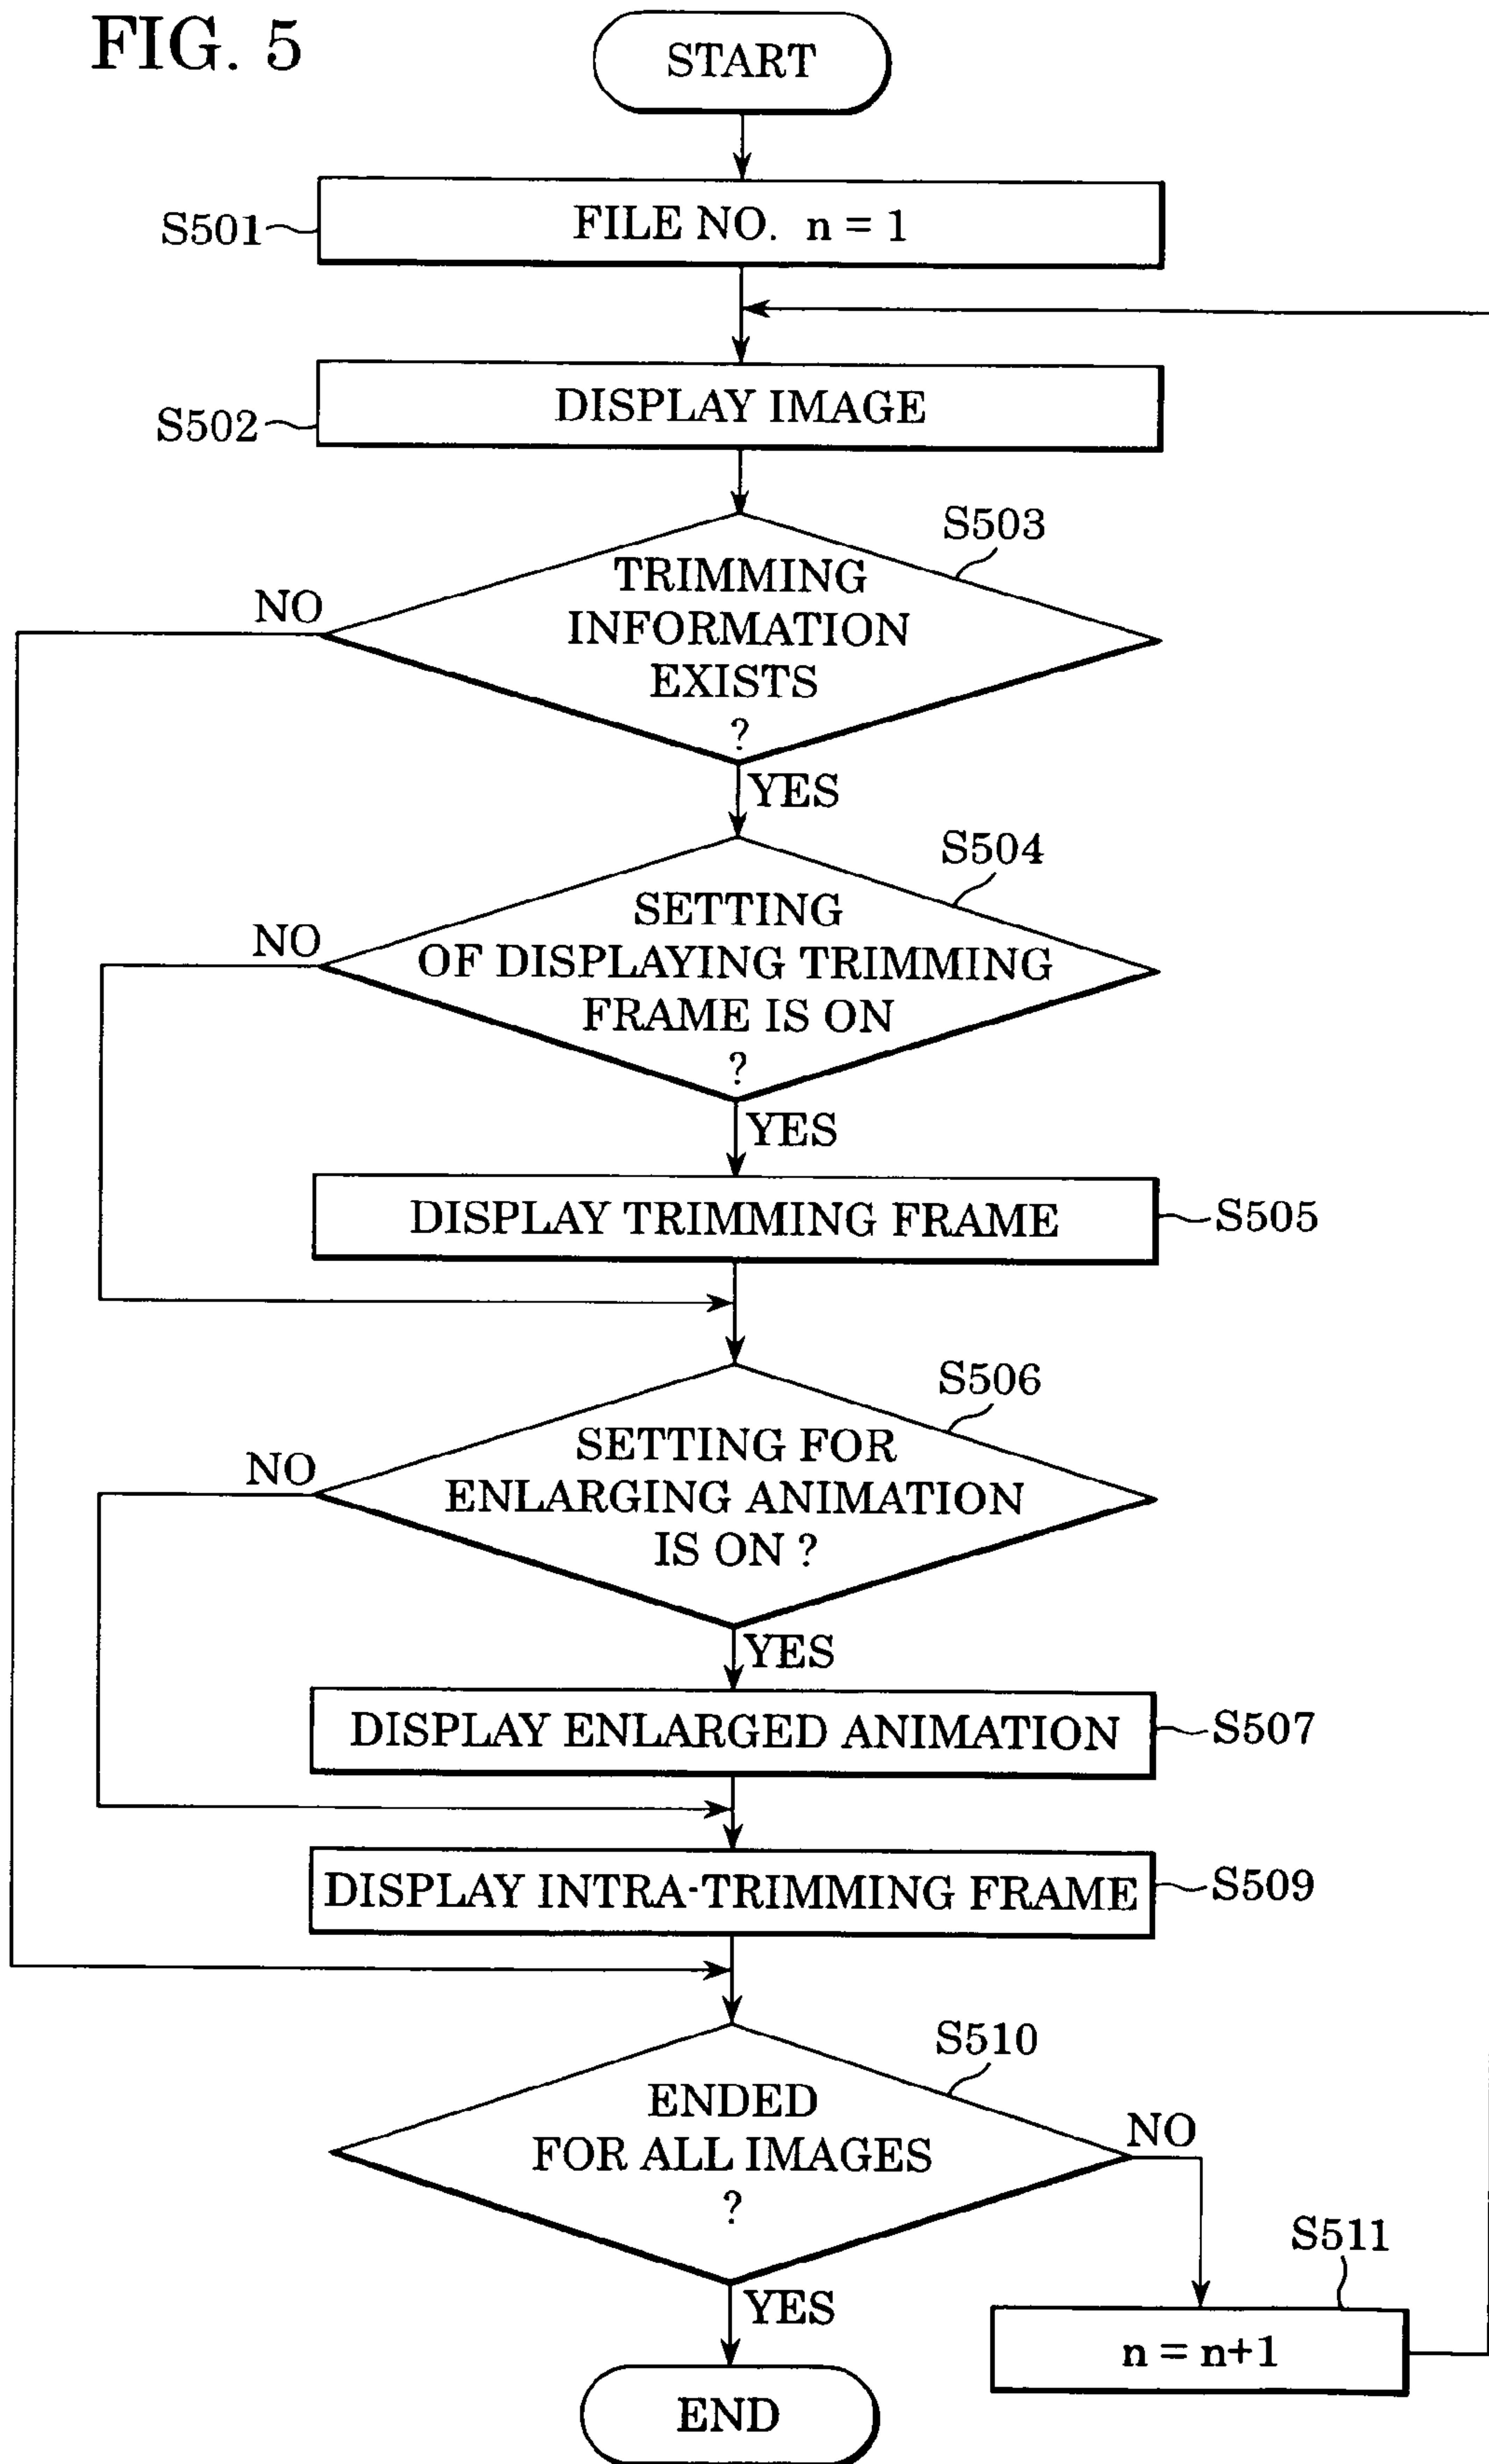 FIG. 5
START
S501
FILE NO. n = 1
S502
DISPLAY IMAGE
S503
TRIMMING
INFORMATION
EXISTS
?
NO
YES
S504
SETTING
OF DISPLAYING TRIMMING
FRAME IS ON
?
NO
YES
DISPLAY TRIMMING FRAME
S505
S506
SETTING FOR
ENLARGING ANIMATION
IS ON ?
NO
YES
DISPLAY ENLARGED ANIMATION
S507
DISPLAY INTRA-TRIMMING FRAME
S509
S510
ENDED
FOR ALL IMAGES
?
NO
YES
S511
n = n+1
END